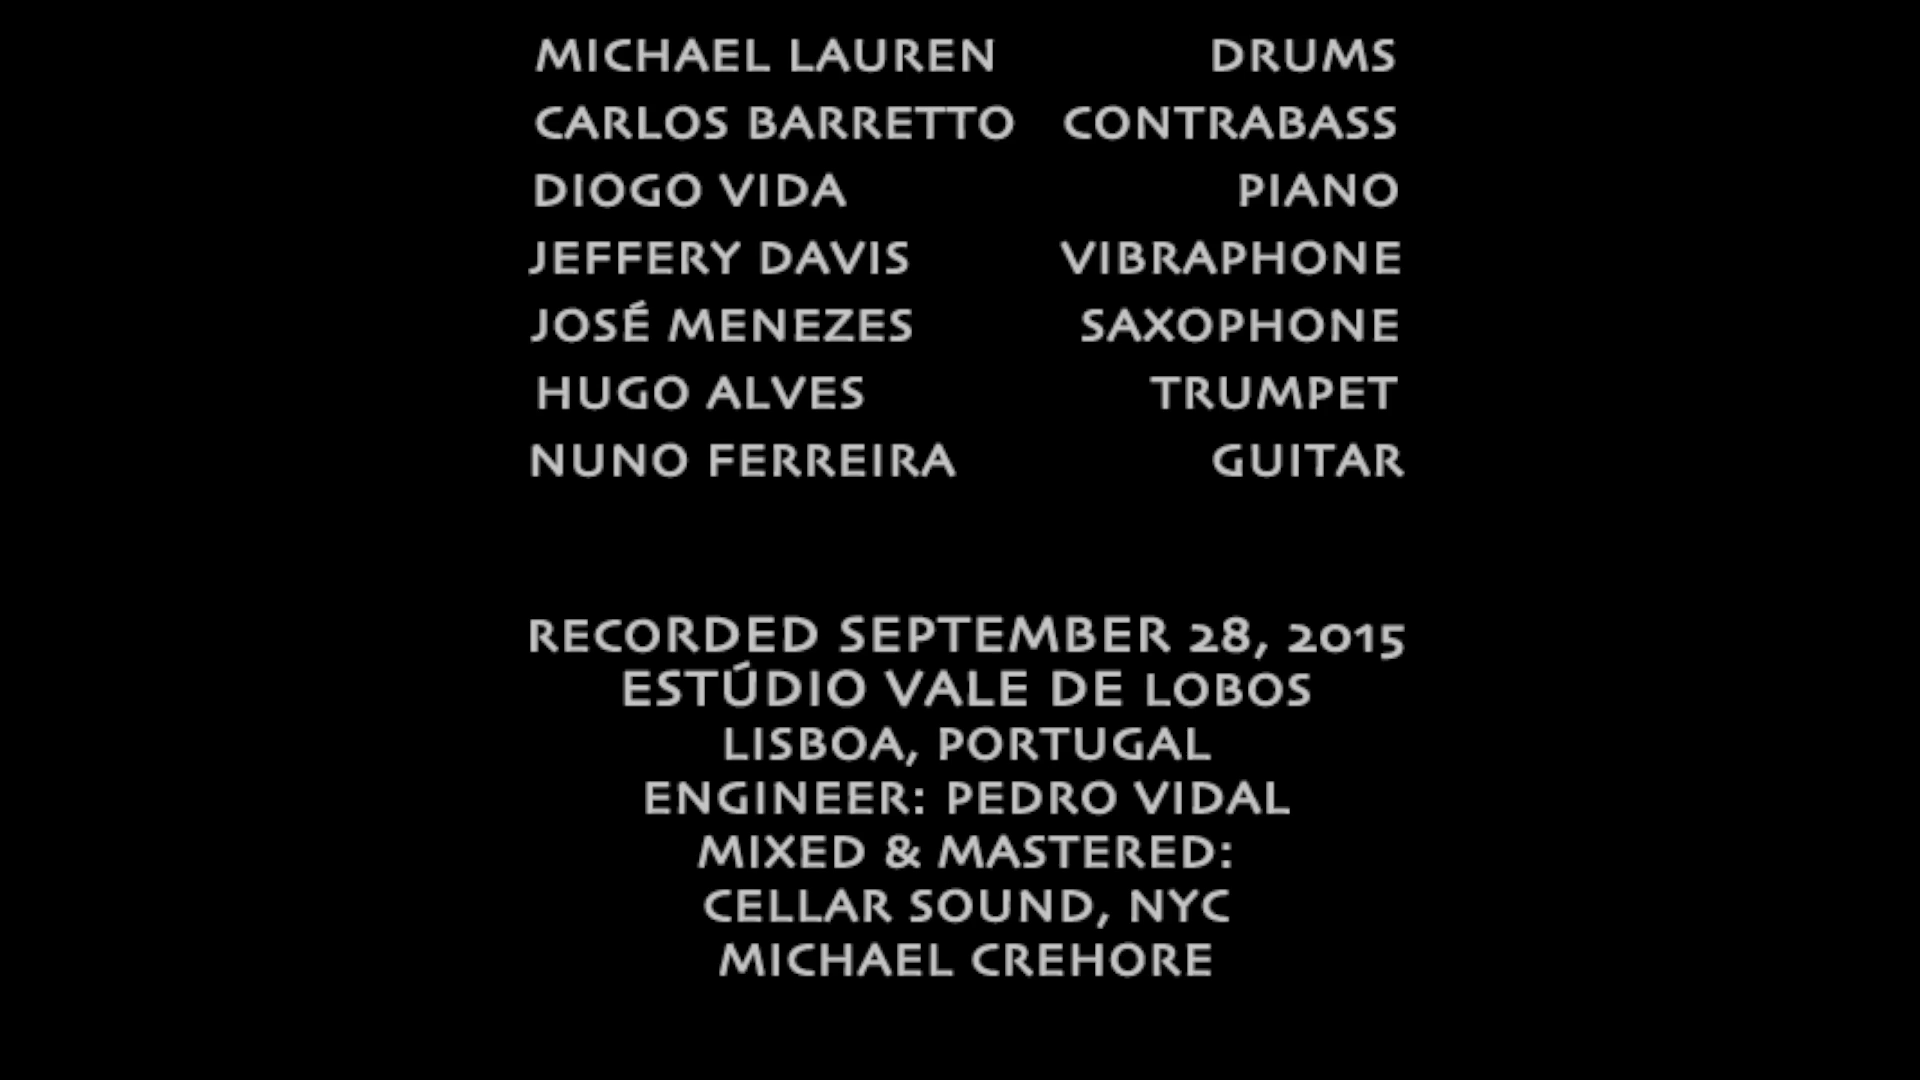 MICHAEL LAUREN DRUMS
CARLOS BARRETTO CONTRABASS
DIOGO VIDA PIANO
JEFFERY DAVIS VIBRAPHONE
JOSÉ MENEZES SAXOPHONE
HUGO ALVES TRUMPET
NUNO FERREIRA GUITAR
RECORDED SEPTEMBER 28, 2015
ESTÚDIO VALE DE LOBOS
LISBOA, PORTUGAL
ENGINEER: PEDRO VIDAL
MIXED & MASTERED:
CELLAR SOUND, NYC
MICHAEL CREHORE